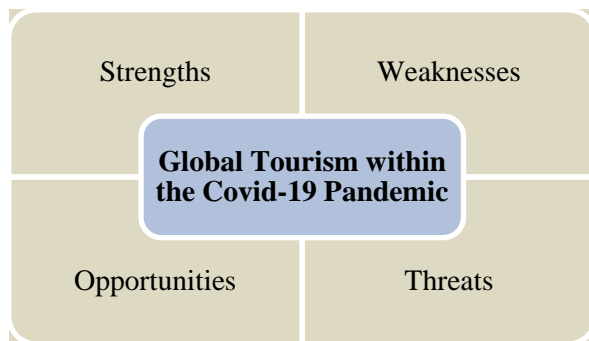 Strengths
Weaknesses
Global Tourism within
the Covid-19 Pandemic
Opportunities
Threats